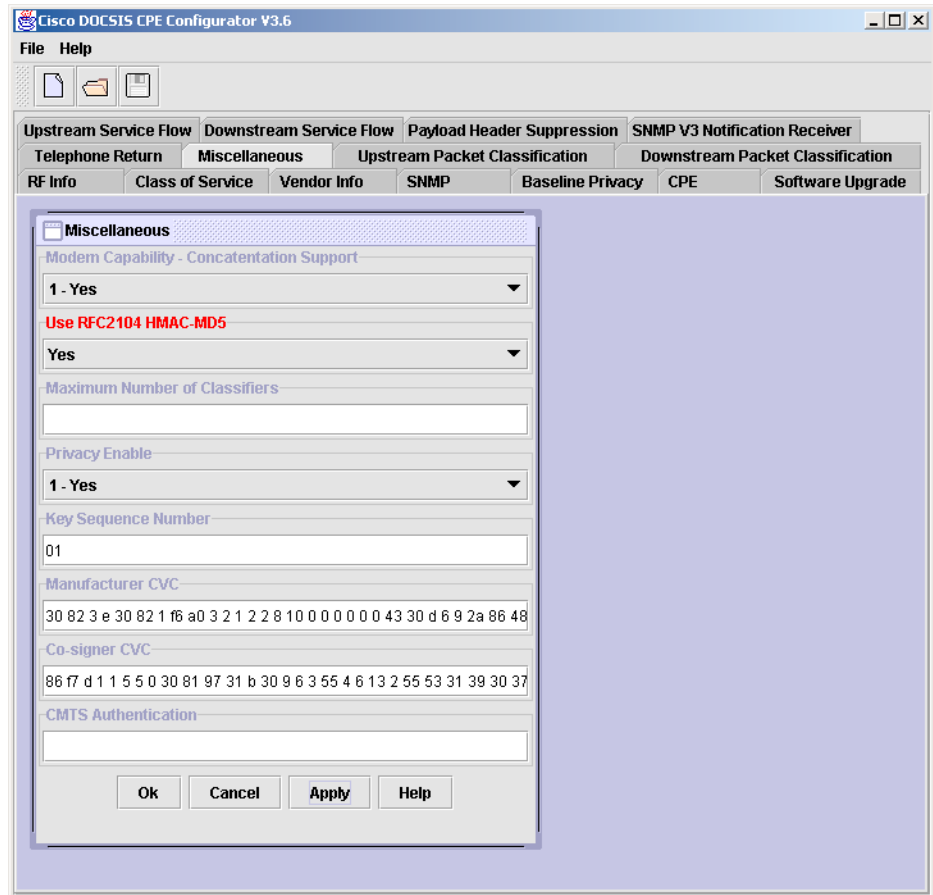 Cisco DOCSIS CPE Configurator V3.6
File Help
Upstream Service Flow Downstream Service Flow Payload Header Suppression SNMP V3 Notification Receiver
Telephone Return Miscellaneous Upstream Packet Classification Downstream Packet Classification
RF Info Class of Service Vendor Info SNMP Baseline Privacy CPE Software Upgrade
Miscellaneous
Modem Capability - Concatentation Support
1 - Yes
Use RFC2104 HMAC-MD5
Yes
Maximum Number of Classifiers
Privacy Enable
1 - Yes
Key Sequence Number
01
Manufacturer CVC
30 82 3 e 30 82 1 f6 a0 3 2 1 2 2 8 10 0 0 0 0 0 0 43 30 d 6 9 2a 86 48
Co-signer CVC
86 f7 d 1 1 5 5 0 30 81 97 31 b 30 9 6 3 55 4 6 13 2 55 53 31 39 30 37
CMTS Authentication
Ok Cancel Apply Help